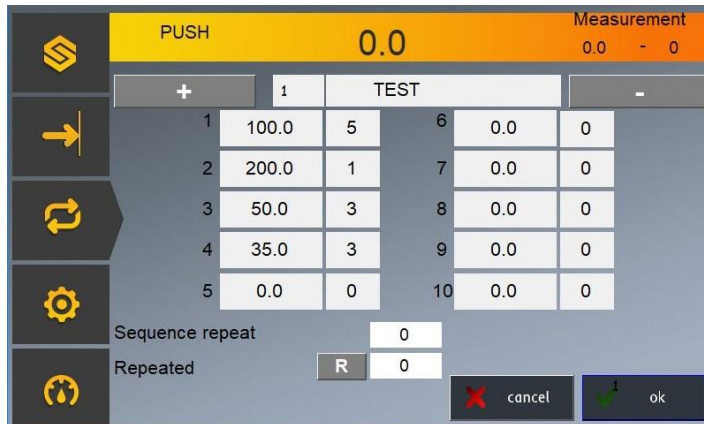 PUSH
0.0
Measurement
0.0 - 0
+ 1 TEST -
1 100.0 5 6 0.0 0
2 200.0 1 7 0.0 0
3 50.0 3 8 0.0 0
4 35.0 3 9 0.0 0
5 0.0 0 10 0.0 0
Sequence repeat 0
Repeated R 0
cancel 1 ok